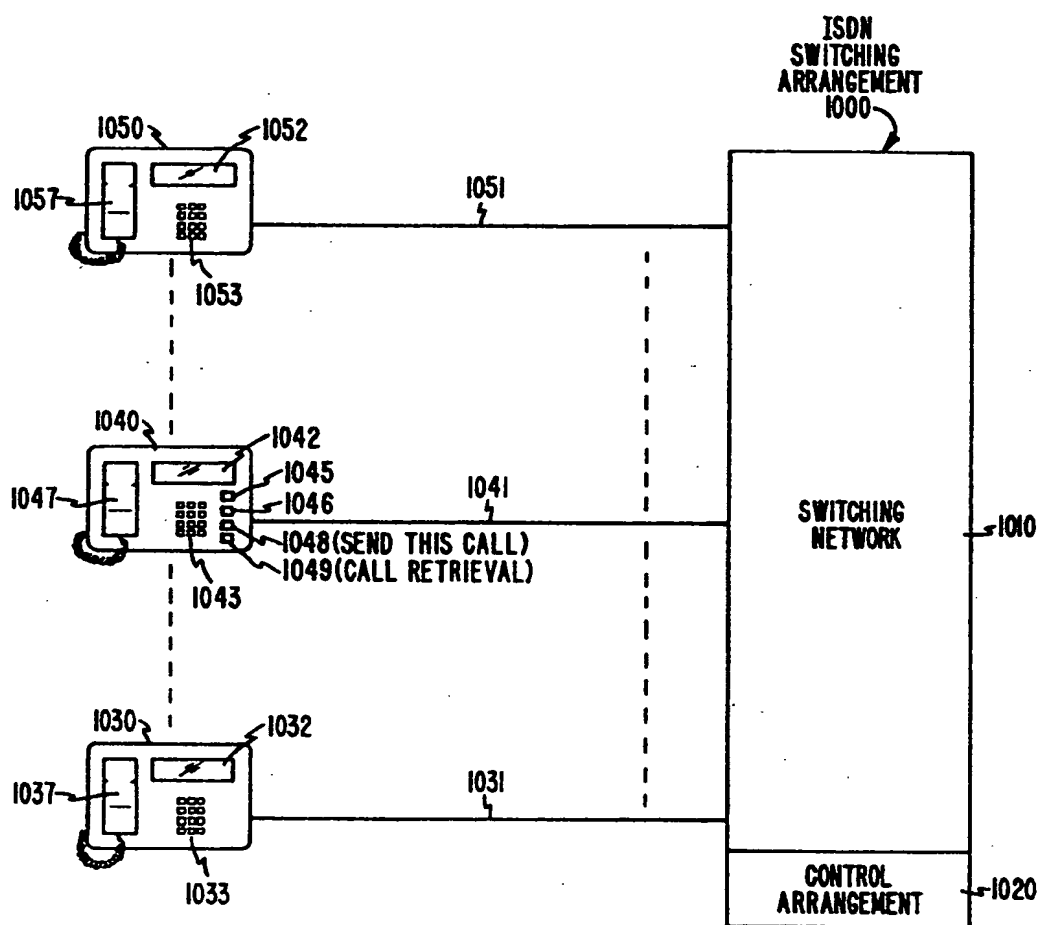 ISDN
SWITCHING
ARRANGEMENT
1000
1050
1052
1057
1051
1053
1040
1042
1045
1047
1046
1041
1048(SEND THIS CALL)
1049(CALL RETRIEVAL)
1043
SWITCHING
NETWORK
1010
1030
1032
1037
1031
1033
CONTROL
ARRANGEMENT
1020